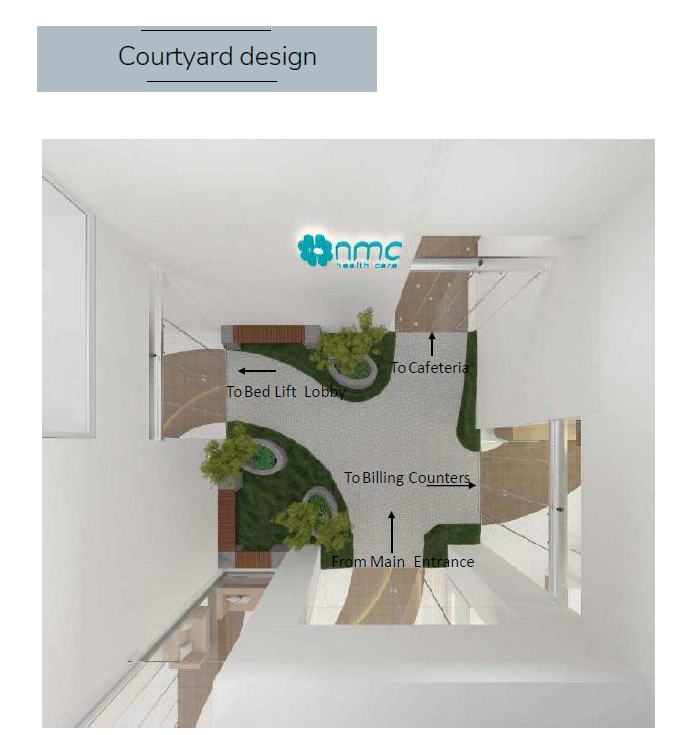 Courtyard design
nmc
health care
To Cafeteria
To Bed Lift Lobby
To Billing Counters
From Main Entrance